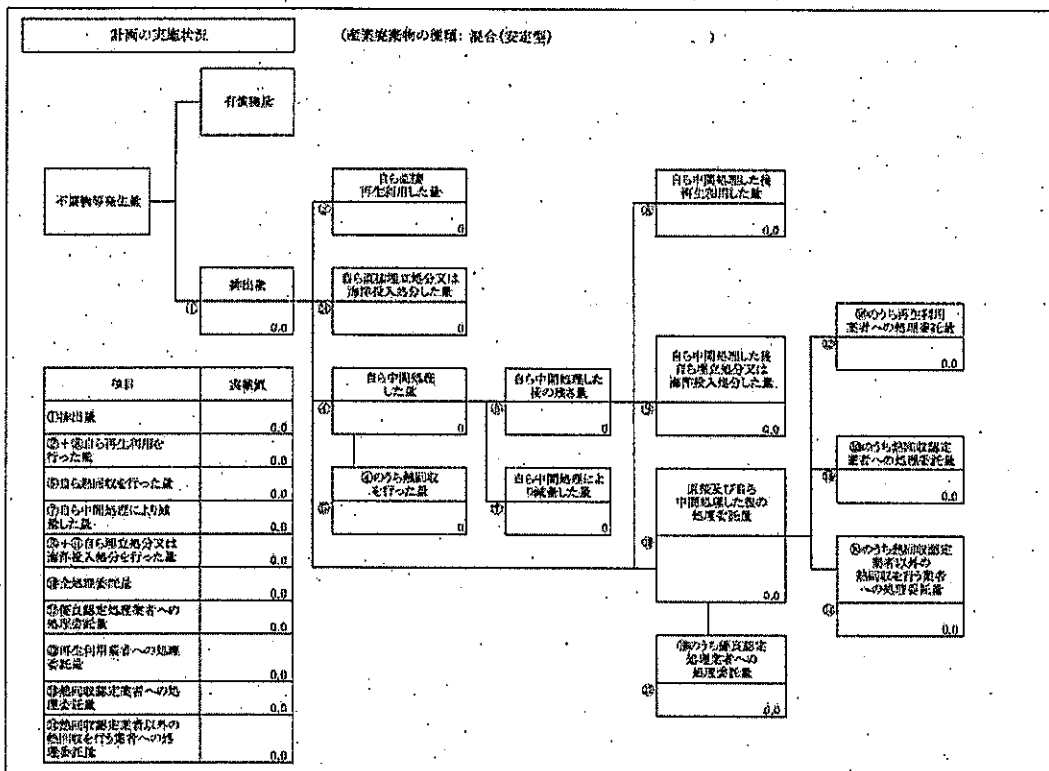 計画の実施状況
(産業廃棄物の種類: 混合(安定型) )
有償物量
不要物等発生量
排出量
①
0.0
自ら直接
再生利用した量
②
0
自ら直接埋立処分又は
海洋投入処分した量
③
0
自ら中間処理
した量
④
0
④のうち熱回収
を行った量
0
自ら中間処理した
後の残さ量
⑥
0
自ら中間処理によ
り減量した量
⑦
0
自ら中間処理した後
再生利用した量
⑧
0.0
自ら中間処理した後
自ら埋立処分又は
海洋投入処分した量
⑨
0.0
直接及び自ら
中間処理した後の
処理委託量
⑩
0.0
⑩のうち優良認定
処理業者への
処理委託量
⑪
0.0
⑩のうち再生利用
業者への処理委託量
⑫
0.0
⑩のうち熱回収認定
業者への処理委託量
⑬
0.0
⑩のうち熱回収認定
業者以外の
熱回収を行う業者
への処理委託量
⑭
0.0
項目 実績値
①排出量 0.0
②+⑧自ら再生利用を
行った量 0.0
⑤自ら熱回収を行った量 0.0
⑦自ら中間処理により減
量した量 0.0
③+⑨自ら埋立処分又は
海洋投入処分を行った量 0.0
⑩全処理委託量 0.0
⑪優良認定処理業者への
処理委託量 0.0
⑫再生利用業者への処理
委託量 0.0
⑬熱回収認定業者への処
理委託量 0.0
⑭熱回収認定業者以外の
熱回収を行う業者への処
理委託量 0.0